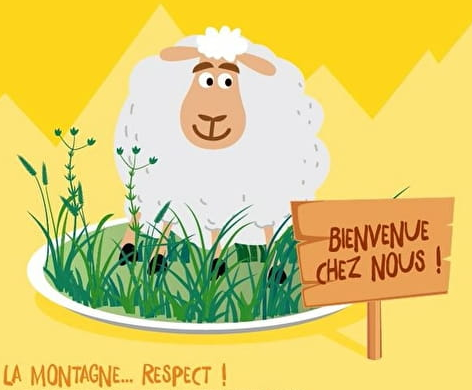 BIENVENUE
CHEZ NOUS !
LA MONTAGNE... RESPECT !